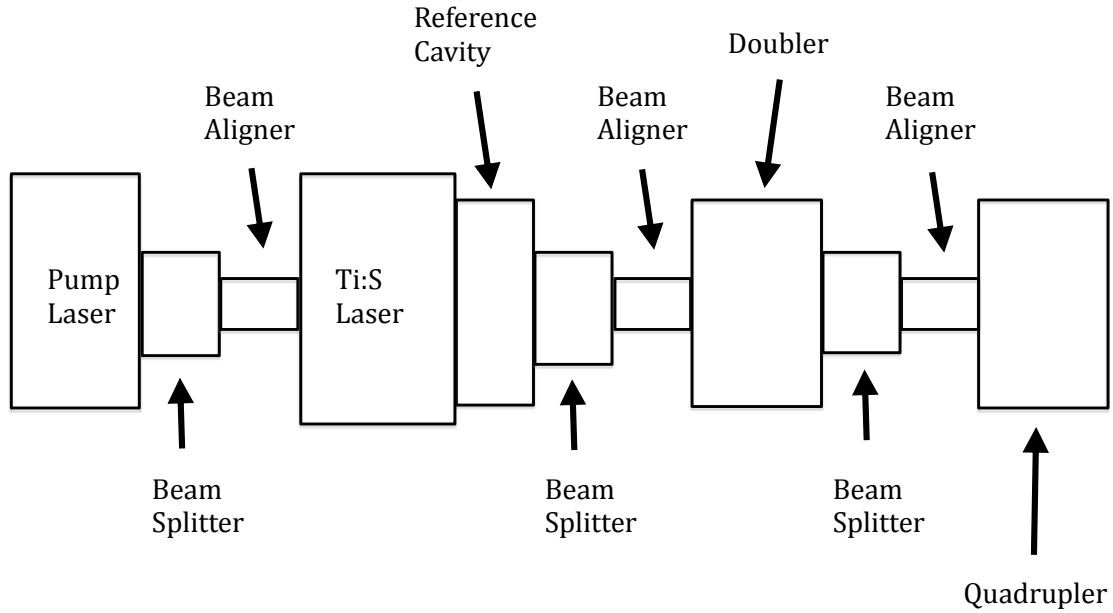 Reference
Cavity
Doubler
Beam
Aligner
Beam
Aligner
Beam
Aligner
Pump
Laser
Ti:S
Laser
Beam
Splitter
Beam
Splitter
Beam
Splitter
Quadrupler